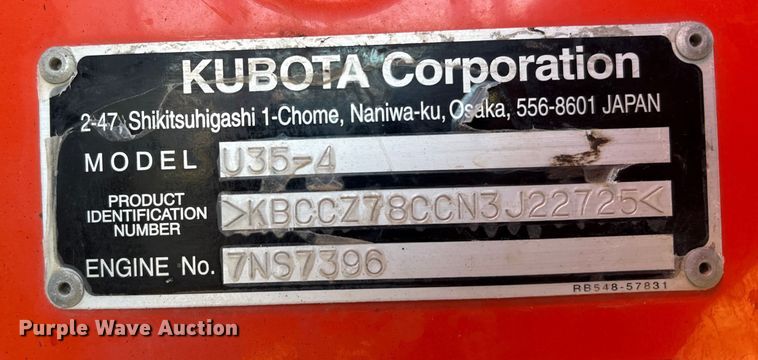 KUBOTA Corporation
2-47, Shikitsuhigashi 1-Chome, Naniwa-ku, Osaka, 556-8601 JAPAN
MODEL U35-4
PRODUCT IDENTIFICATION NUMBER >KBCCZ78CCN3J22725<
ENGINE No. 7NS7396
RB548-57831
Purple Wave Auction